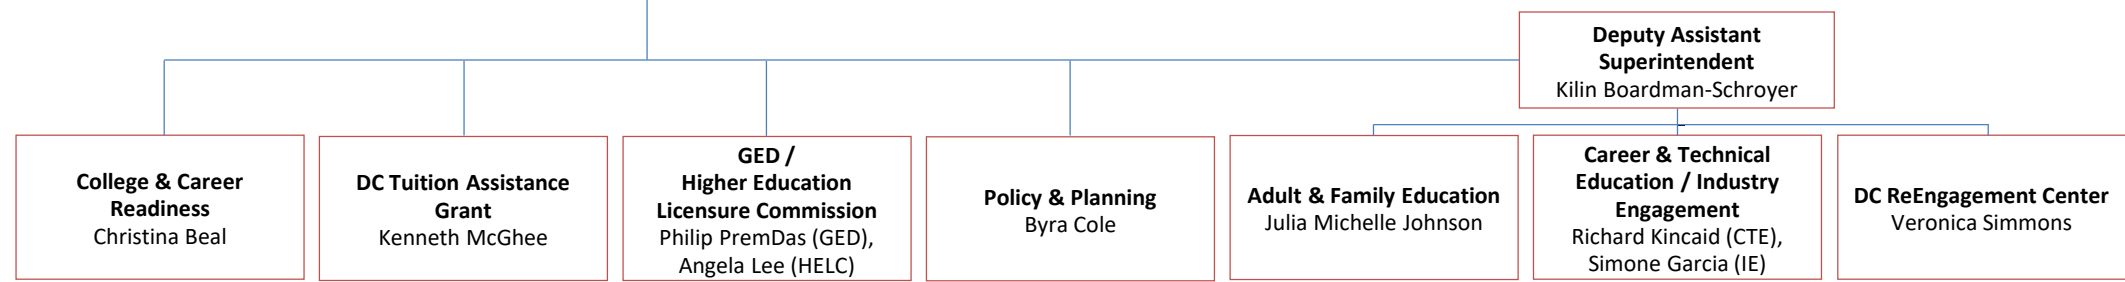 Deputy Assistant
Superintendent
Kilin Boardman-Schroyer
College & Career
Readiness
Christina Beal
DC Tuition Assistance
Grant
Kenneth McGhee
GED /
Higher Education
Licensure Commission
Philip PremDas (GED),
Angela Lee (HELC)
Policy & Planning
Byra Cole
Adult & Family Education
Julia Michelle Johnson
Career & Technical
Education / Industry
Engagement
Richard Kincaid (CTE),
Simone Garcia (IE)
DC ReEngagement Center
Veronica Simmons